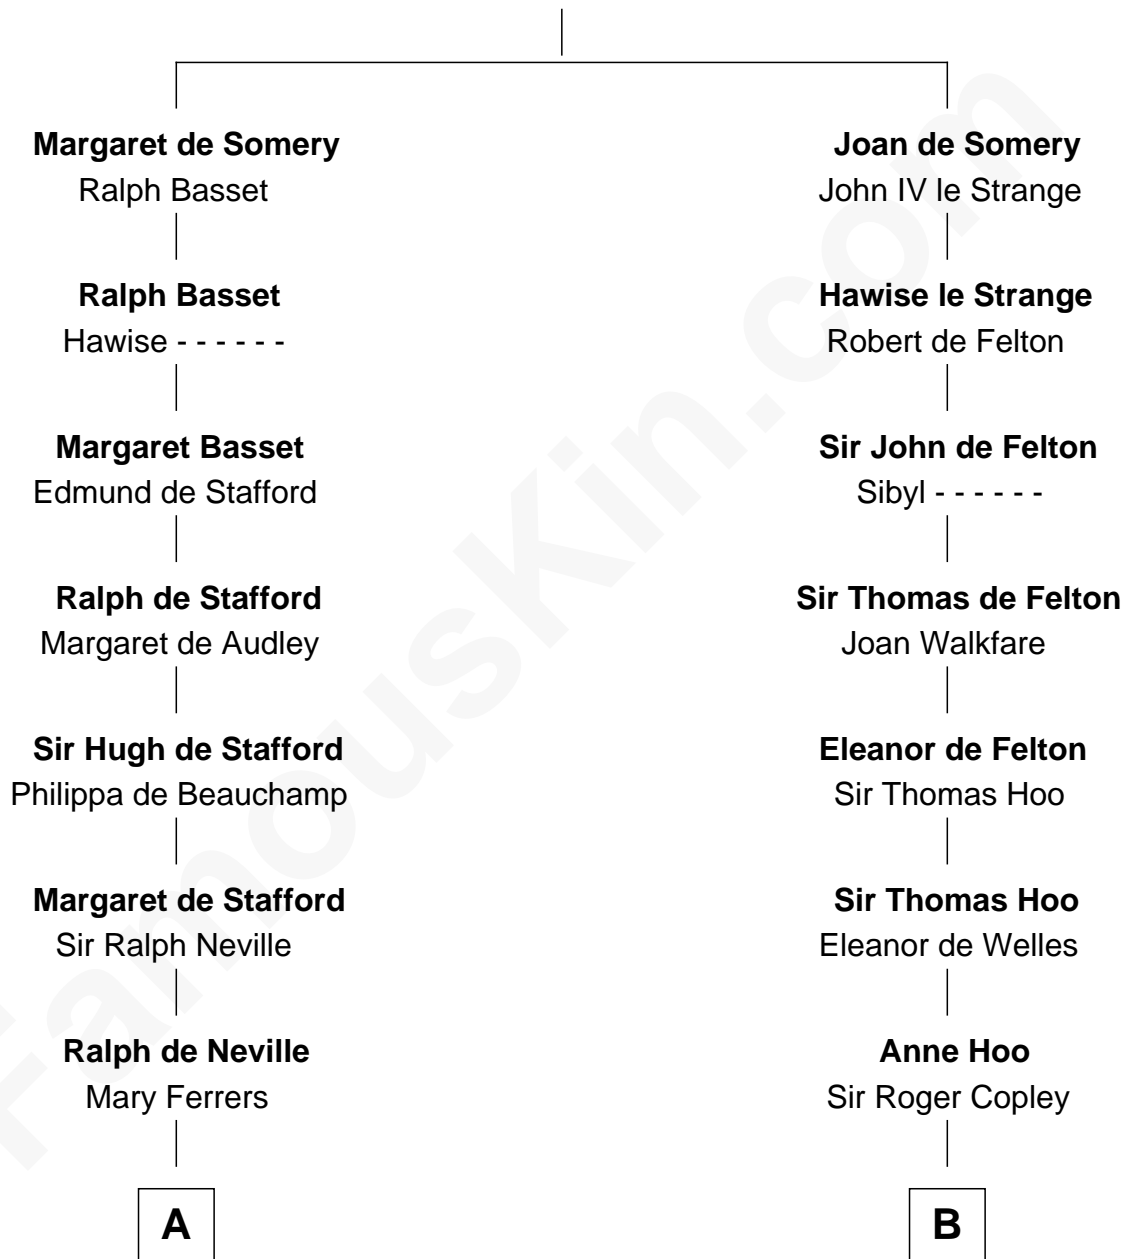 Margaret de Somery
Ralph Basset
Ralph Basset
Hawise - - - - - -
Margaret Basset
Edmund de Stafford
Ralph de Stafford
Margaret de Audley
Sir Hugh de Stafford
Philippa de Beauchamp
Margaret de Stafford
Sir Ralph Neville
Ralph de Neville
Mary Ferrers
A
Joan de Somery
John IV le Strange
Hawise le Strange
Robert de Felton
Sir John de Felton
Sibyl - - - - - -
Sir Thomas de Felton
Joan Walkfare
Eleanor de Felton
Sir Thomas Hoo
Sir Thomas Hoo
Eleanor de Welles
Anne Hoo
Sir Roger Copley
B
FamousKin.com